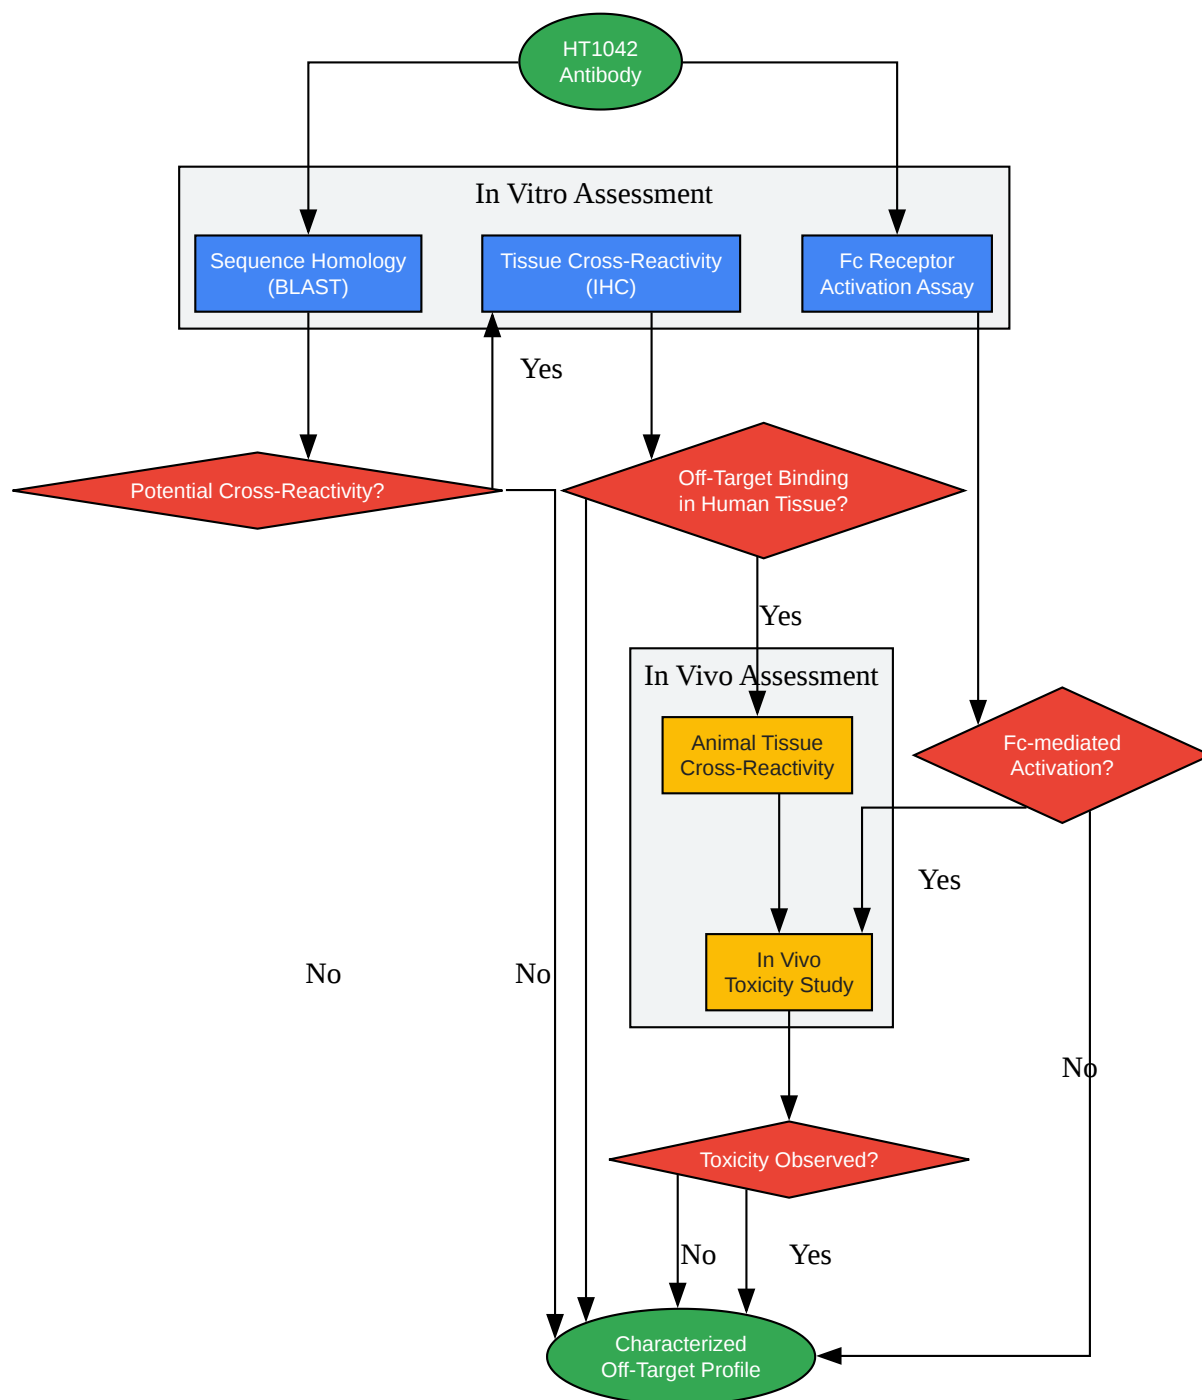 HT1042
Antibody
In Vitro Assessment
Sequence Homology
(BLAST)
Tissue Cross-Reactivity
(IHC)
Fc Receptor
Activation Assay
Yes
Potential Cross-Reactivity?
Off-Target Binding
in Human Tissue?
Yes
In Vivo Assessment
Animal Tissue
Cross-Reactivity
Fc-mediated
Activation?
Yes
In Vivo
Toxicity Study
No
No
No
Toxicity Observed?
No
Yes
Characterized
Off-Target Profile